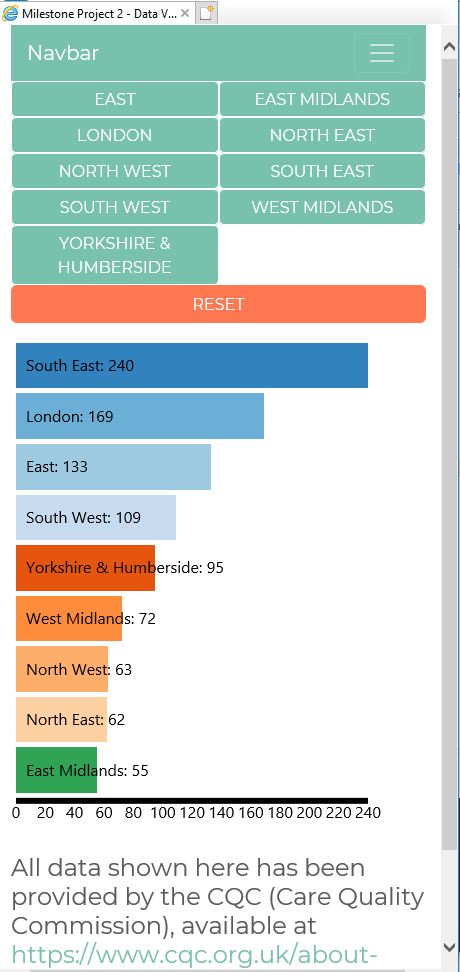 Milestone Project 2 - Data V...
Navbar
EAST
EAST MIDLANDS
LONDON
NORTH EAST
NORTH WEST
SOUTH EAST
SOUTH WEST
WEST MIDLANDS
YORKSHIRE &
HUMBERSIDE
RESET
South East: 240
London: 169
East: 133
South West: 109
Yorkshire & Humberside: 95
West Midlands: 72
North West: 63
North East: 62
East Midlands: 55
0 20 40 60 80 100 120 140 160 180 200 220 240
All data shown here has been
provided by the CQC (Care Quality
Commission), available at
https://www.cqc.org.uk/about-